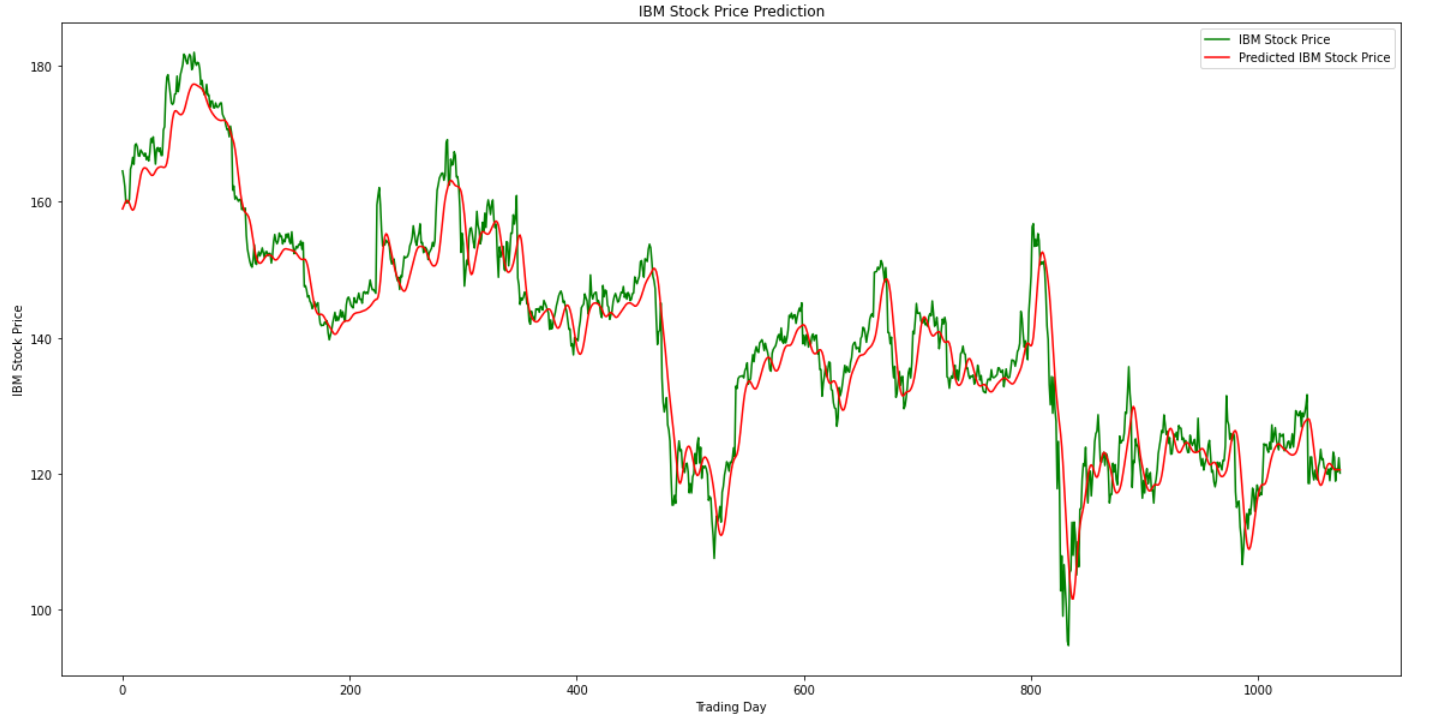 IBM Stock Price Prediction
IBM Stock Price
Predicted IBM Stock Price
180
160
140
120
100
IBM Stock Price
0 200 400 600 800 1000
Trading Day